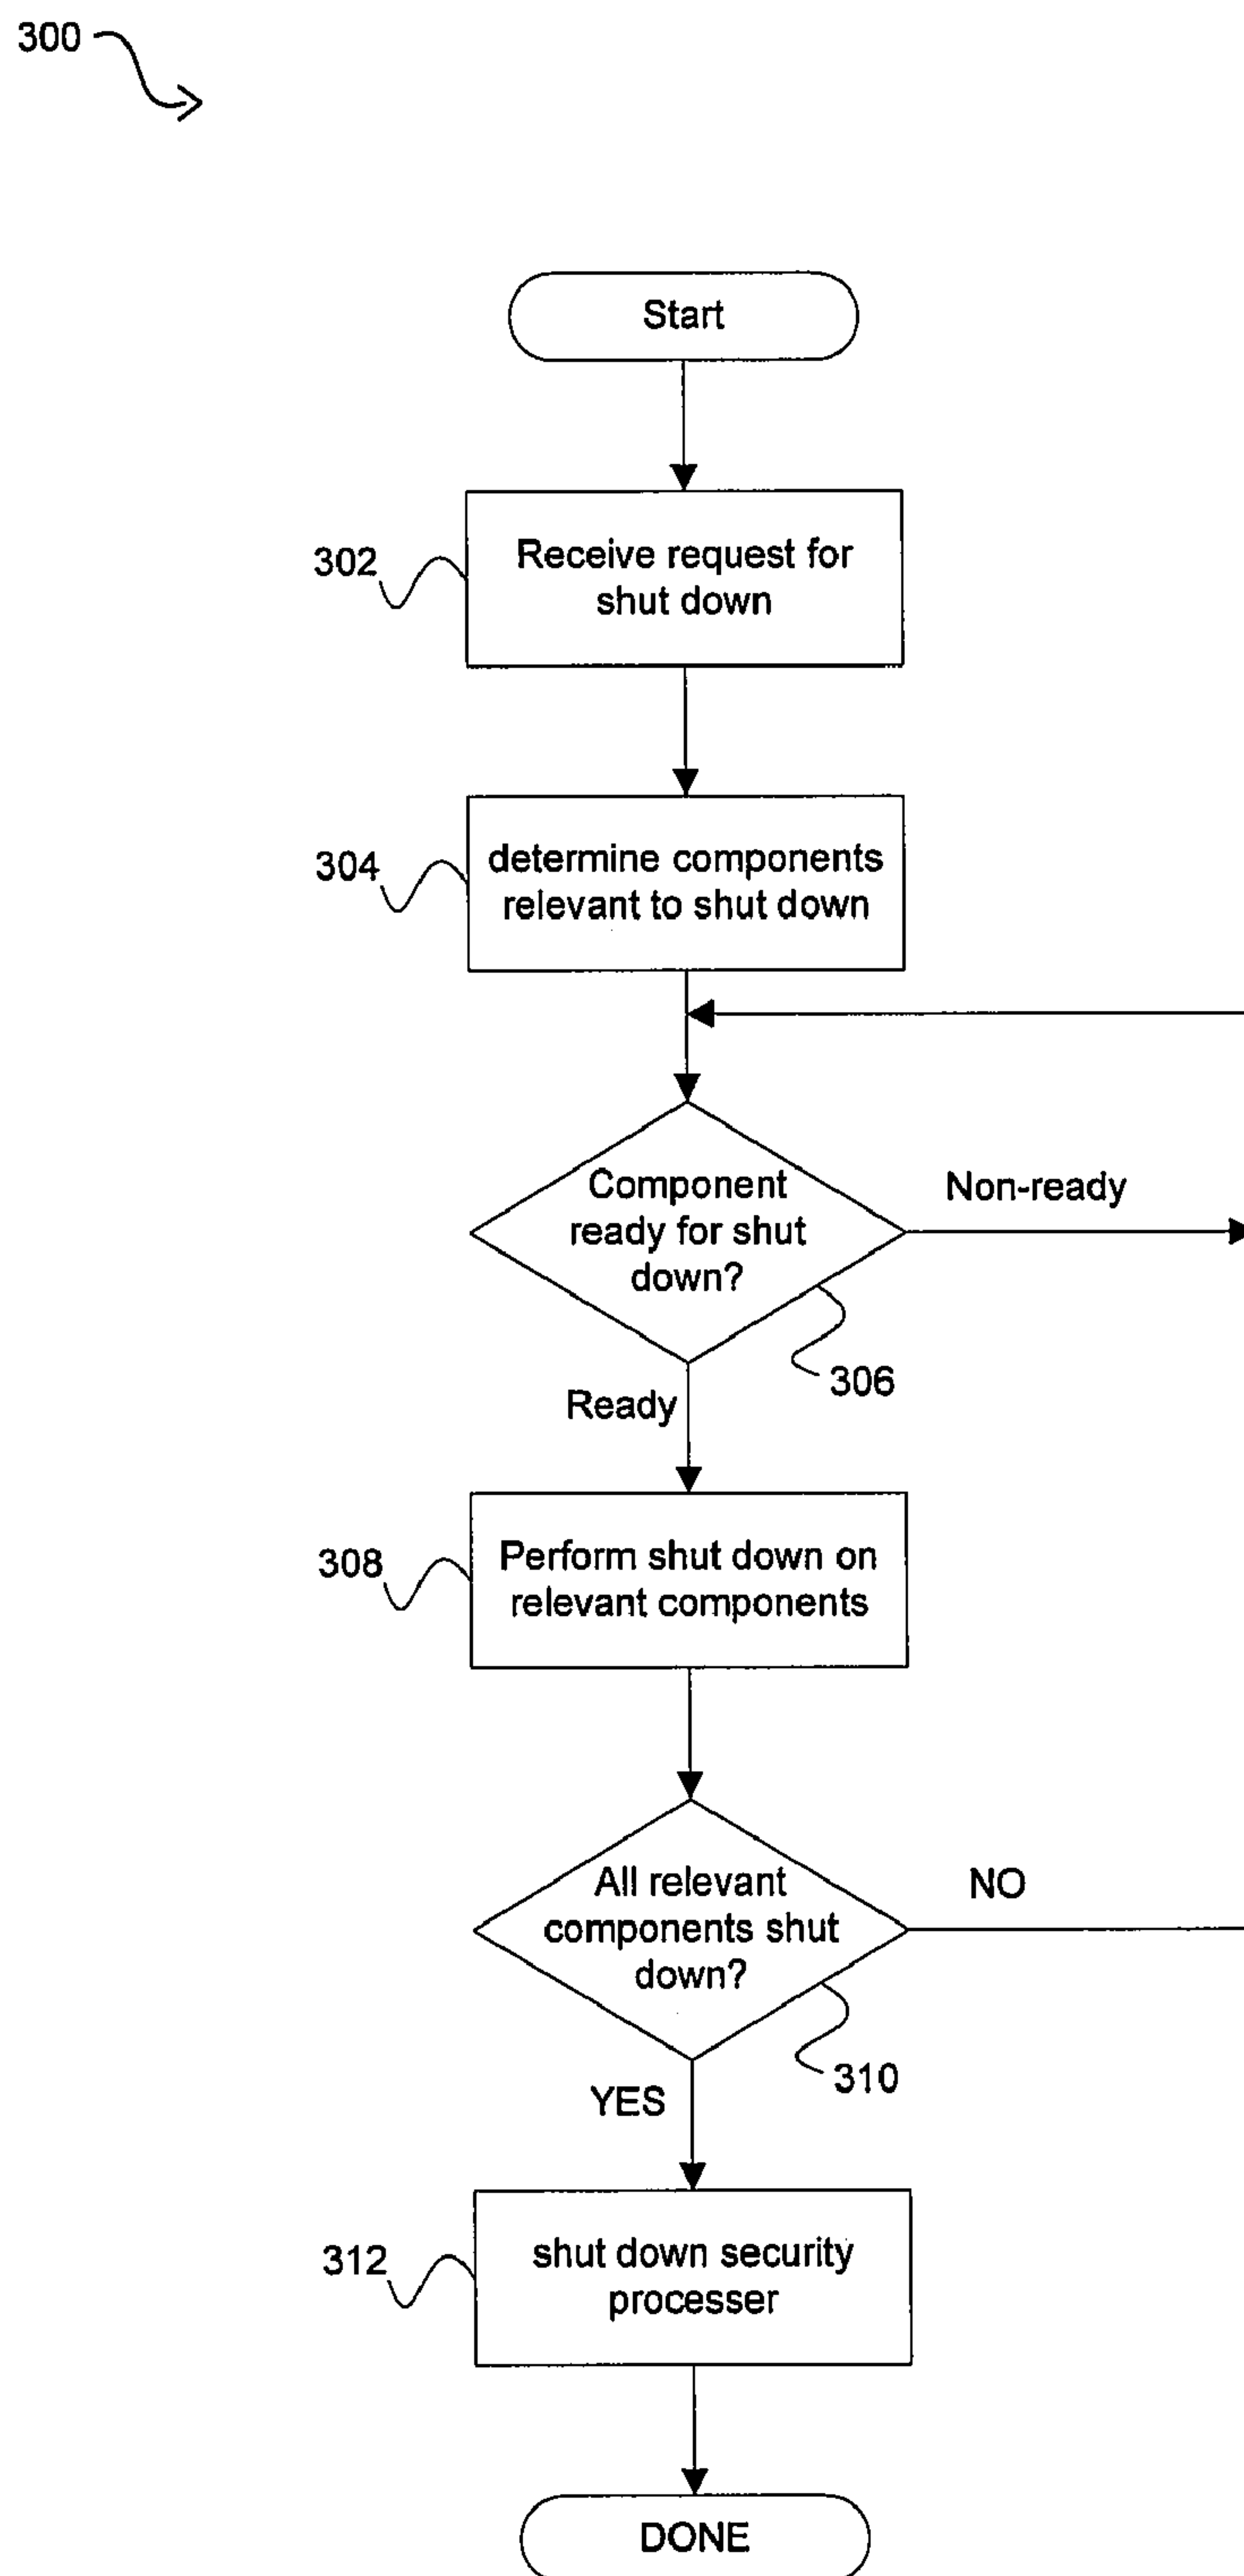 300
Start
302
Receive request for
shut down
304
determine components
relevant to shut down
Component
ready for shut
down?
Non-ready
306
Ready
308
Perform shut down on
relevant components
All relevant
components shut
down?
NO
310
YES
312
shut down security
processer
DONE